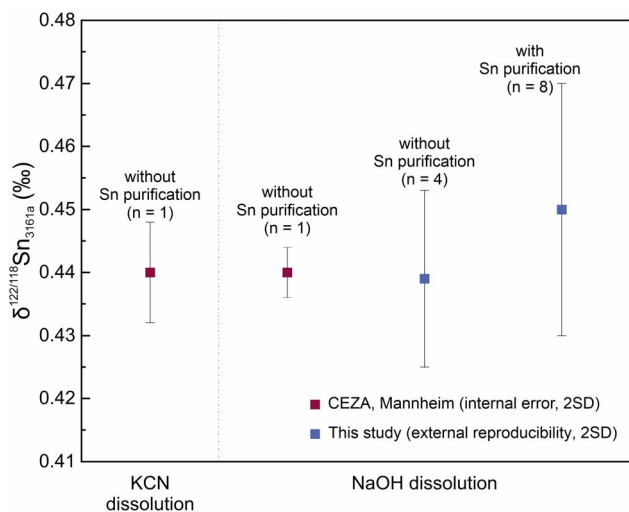 δ122/118Sn3161a (‰)
0.48
0.47
0.46
0.45
0.44
0.43
0.42
0.41
without
Sn purification
(n = 1)
without
Sn purification
(n = 1)
without
Sn purification
(n = 4)
with
Sn purification
(n = 8)
CEZA, Mannheim (internal error, 2SD)
This study (external reproducibility, 2SD)
KCN
dissolution
NaOH dissolution